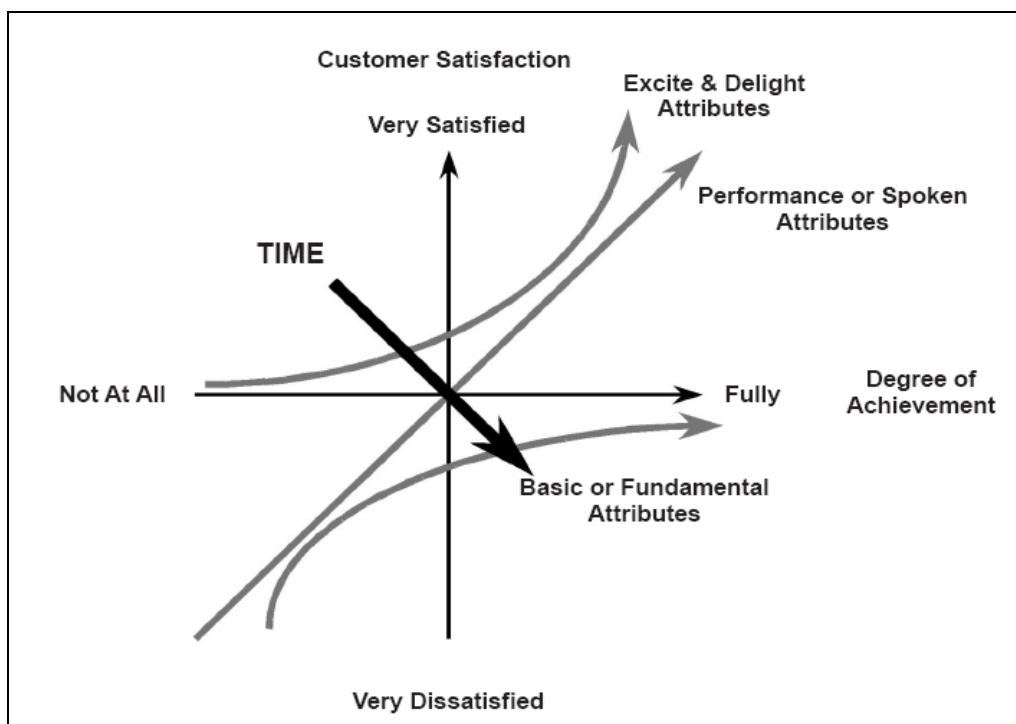 Customer Satisfaction
Excite & Delight
Attributes
Very Satisfied
Performance or Spoken
Attributes
TIME
Not At All
Fully
Degree of
Achievement
Basic or Fundamental
Attributes
Very Dissatisfied